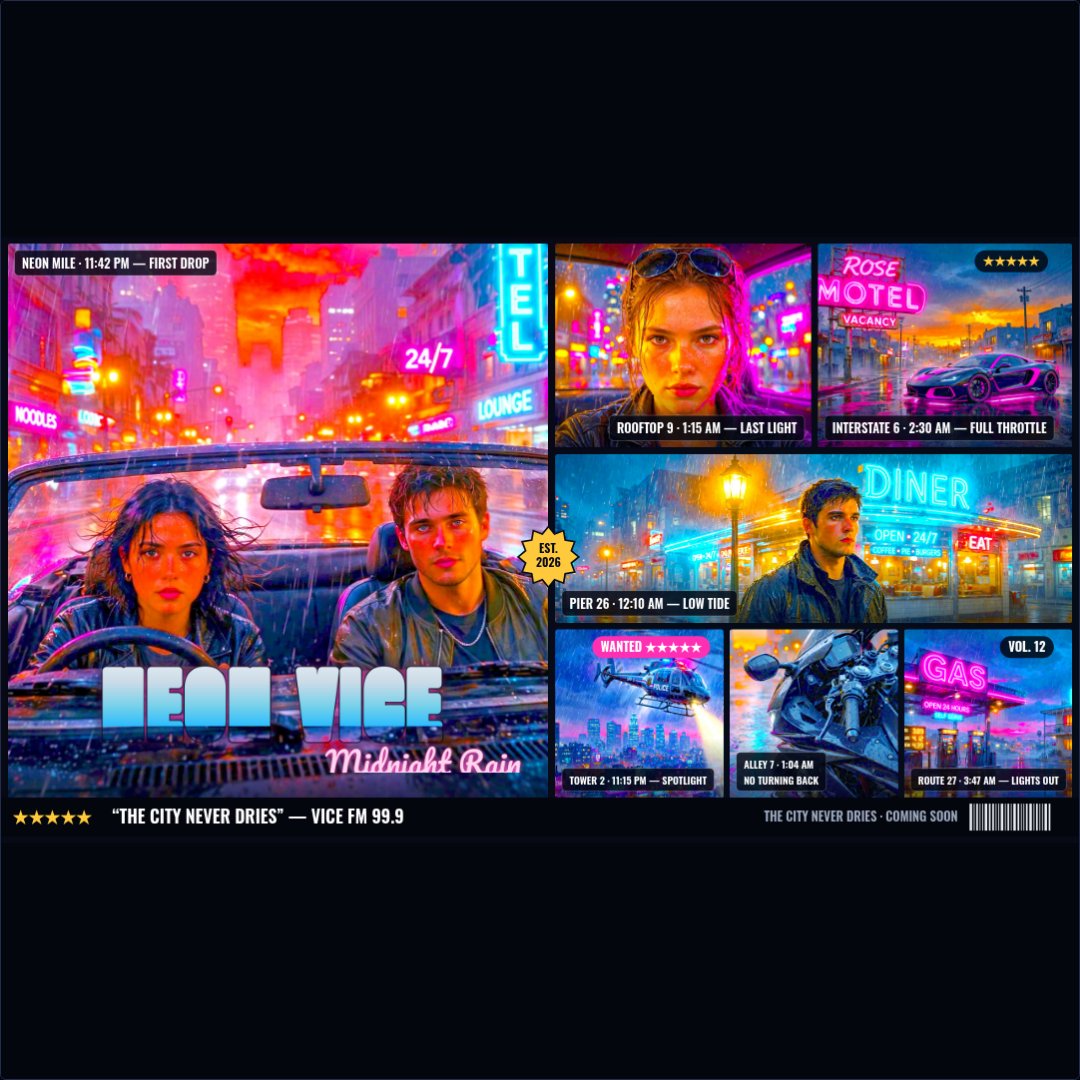 NEON MILE · 11:42 PM — FIRST DROP
TEL
24/7
NOODLES
LOUNGE
NEON VICE
Midnight Rain
EST.
2026
ROOFTOP 9 · 1:15 AM — LAST LIGHT
ROSE
MOTEL
VACANCY
★★★★★
INTERSTATE 6 · 2:30 AM — FULL THROTTLE
DINER
OPEN • 24/7
COFFEE • PIE • BURGERS
EAT
PIER 26 · 12:10 AM — LOW TIDE
WANTED ★★★★★
POLICE
TOWER 2 · 11:15 PM — SPOTLIGHT
ALLEY 7 · 1:04 AM
NO TURNING BACK
VOL. 12
GAS
OPEN 24 HOURS
SELF SERVE
ROUTE 27 · 3:47 AM — LIGHTS OUT
★★★★★ “THE CITY NEVER DRIES” — VICE FM 99.9
THE CITY NEVER DRIES · COMING SOON